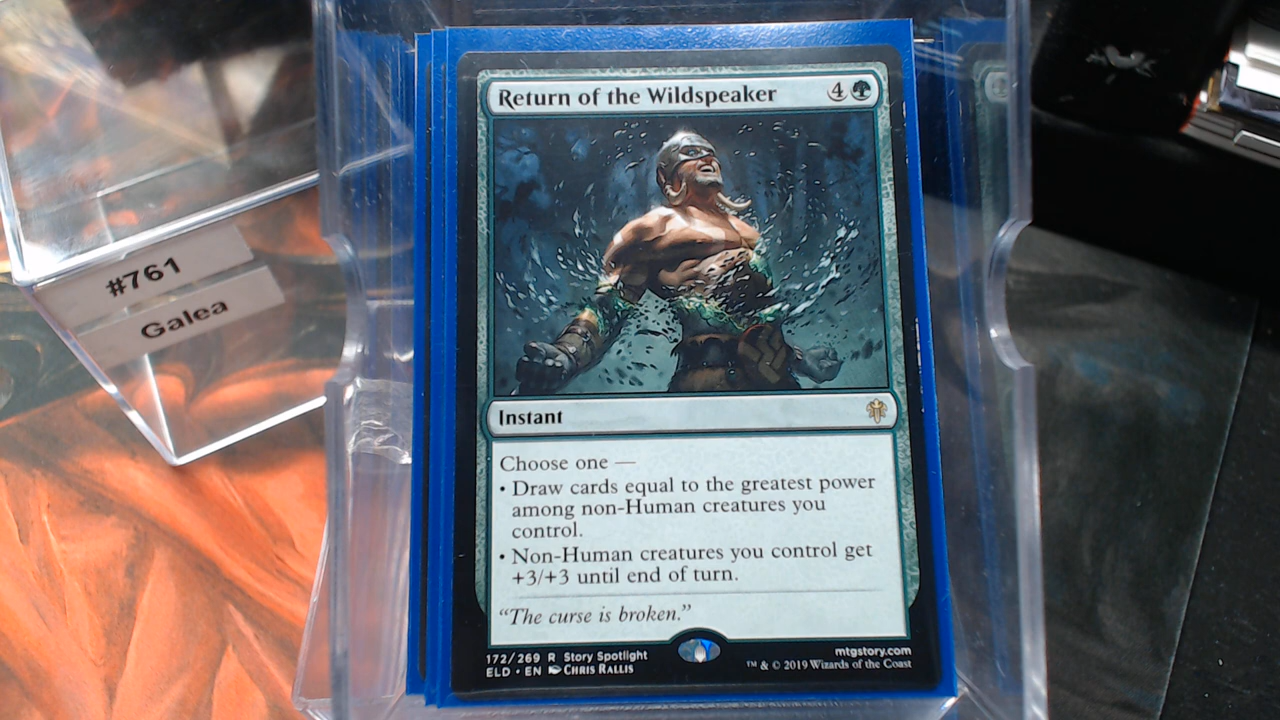 #761
Galea
Return of the Wildspeaker 4
Instant
Choose one —
• Draw cards equal to the greatest power
among non-Human creatures you
control.
• Non-Human creatures you control get
+3/+3 until end of turn.
“The curse is broken.”
172/269 R Story Spotlight
ELD • EN Chris Rallis
mtgstory.com
™ & © 2019 Wizards of the Coast